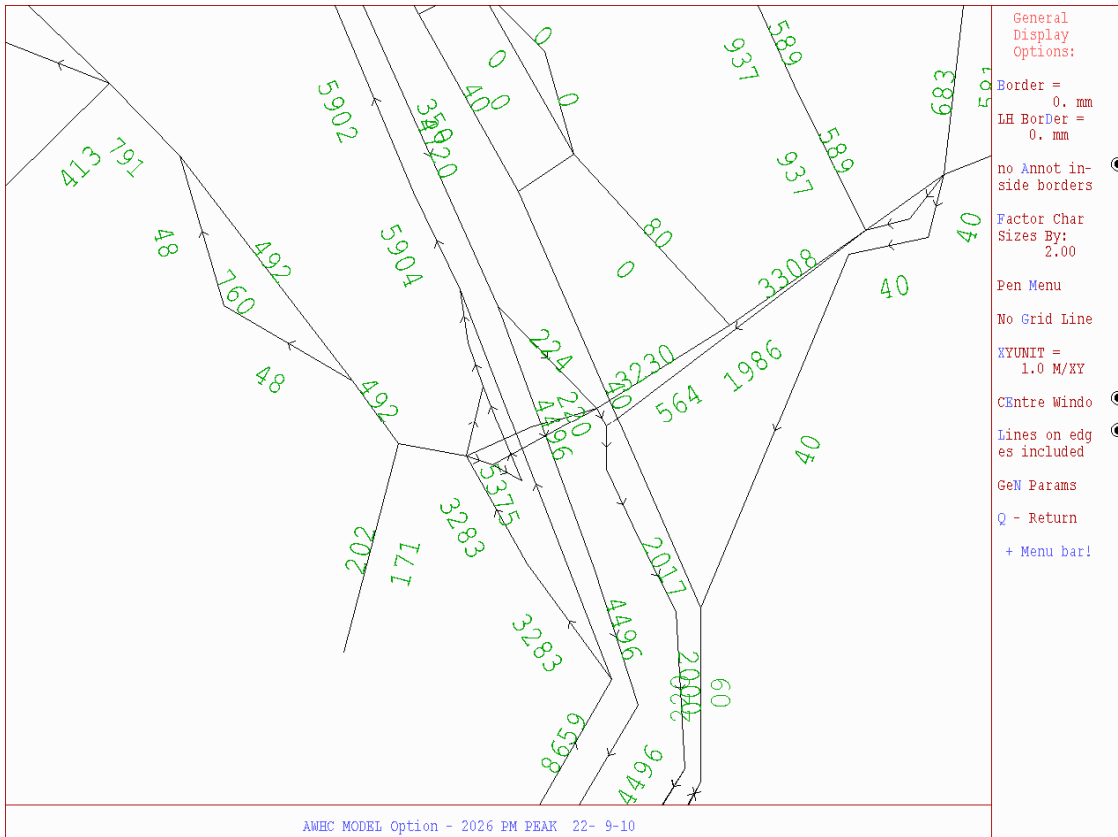 General
Display
Options:
Border =
0. mm
LH BorDer =
0. mm
no Annot in-
side borders
Factor Char
Sizes By:
2.00
Pen Menu
No Grid Line
XYUNIT =
1.0 M/XY
CEntre Windo
Lines on edg
es included
GeN Params
Q - Return
+ Menu bar!
413
791
48
492
760
48
492
202
171
5902
5904
40
0
0
0
0
80
0
937
589
937
589
683
40
40
3308
3230
1986
564
224
220
4496
5375
3283
3283
4496
2017
40
8659
4496
60
AWHC MODEL Option - 2026 PM PEAK 22- 9-10